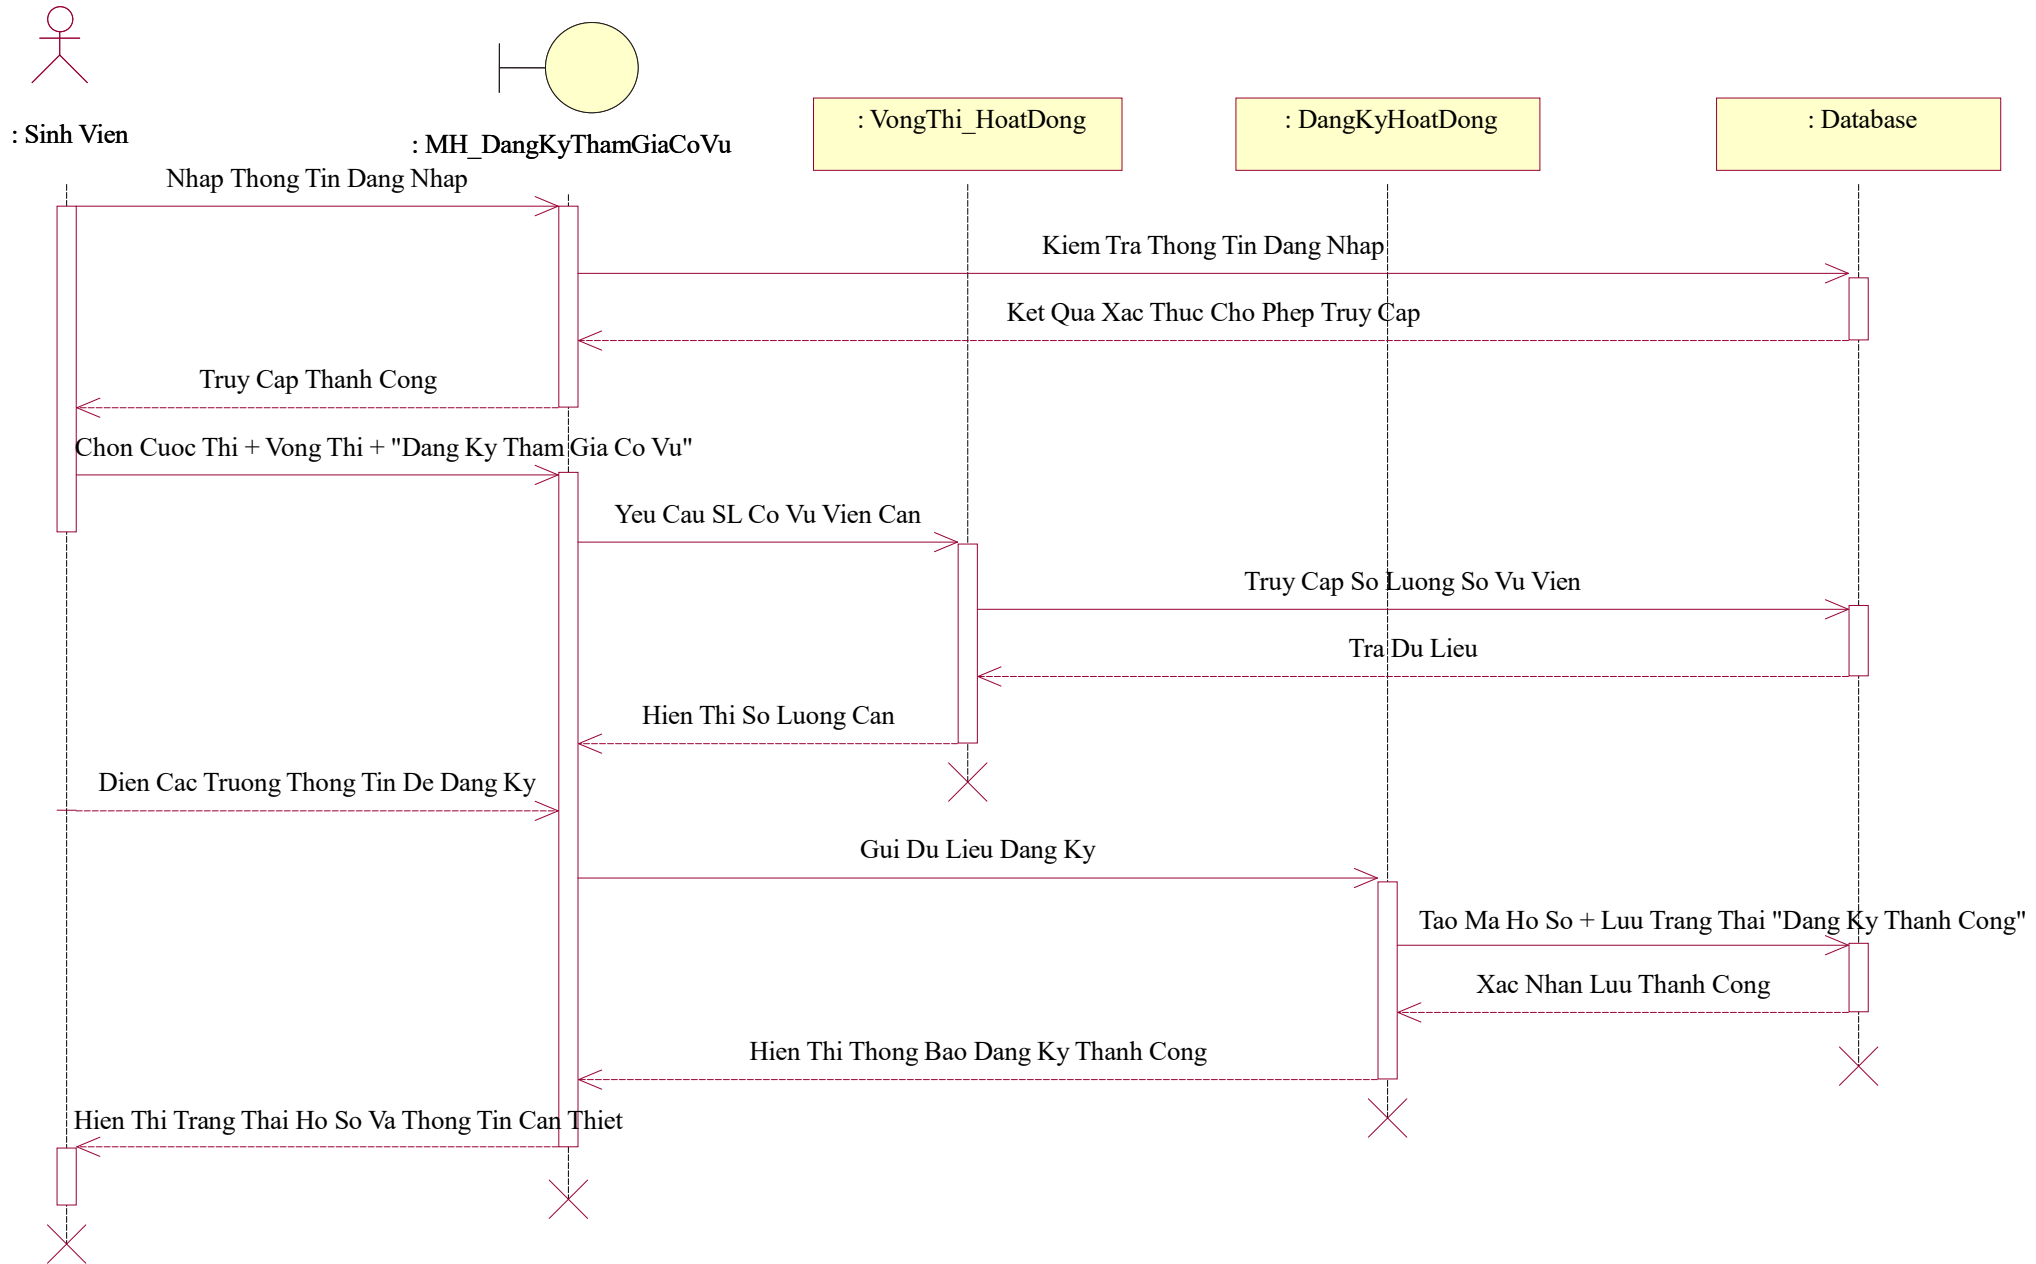 : Sinh Vien
: MH_DangKyThamGiaCoVu
: VongThi_HoatDong
: DangKyHoatDong
: Database
Nhap Thong Tin Dang Nhap
Kiem Tra Thong Tin Dang Nhap
Ket Qua Xac Thuc Cho Phep Truy Cap
Truy Cap Thanh Cong
Chon Cuoc Thi + Vong Thi + "Dang Ky Tham Gia Co Vu"
Yeu Cau SL Co Vu Vien Can
Truy Cap So Luong So Vu Vien
Tra Du Lieu
Hien Thi So Luong Can
Dien Cac Truong Thong Tin De Dang Ky
Gui Du Lieu Dang Ky
Tao Ma Ho So + Luu Trang Thai "Dang Ky Thanh Cong"
Xac Nhan Luu Thanh Cong
Hien Thi Thong Bao Dang Ky Thanh Cong
Hien Thi Trang Thai Ho So Va Thong Tin Can Thiet